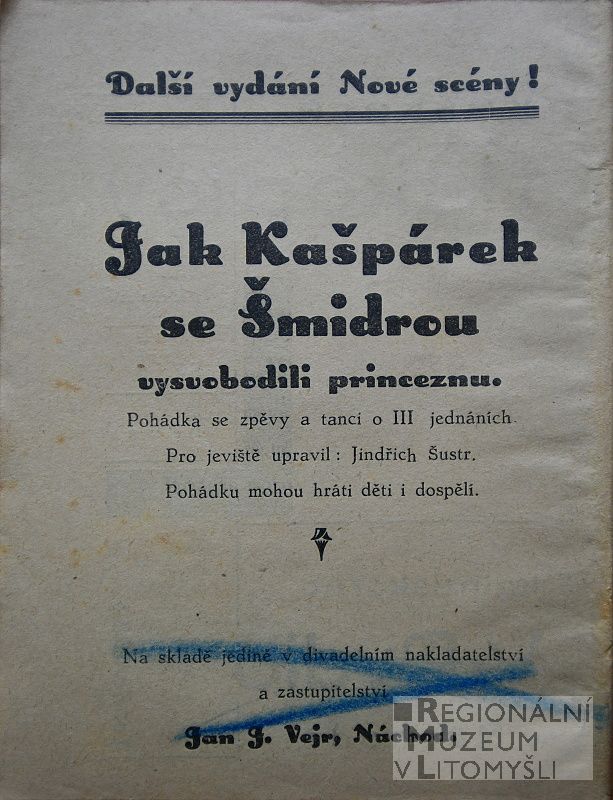 Další vydání Nové scény!
Jak Kašpárek
se Šmidrou
vysvobodili princeznu.
Pohádka se zpěvy a tanci o III jednáních
Pro jeviště upravil: Jindřich Šustr.
Pohádku mohou hráti děti i dospělí.
Na skladě jedině v divadelním nakladatelství
a zastupitelství
Jan J. Vejr, Náchod.
REGIONÁLNÍ
MUZEUM
V LITOMYŠLI